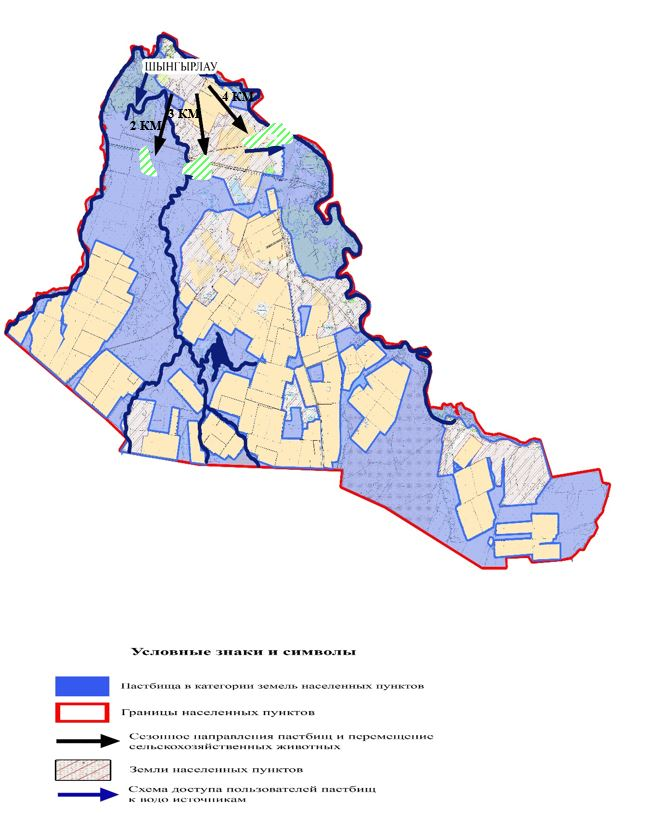 ШЫНГЫРЛАУ
4 КМ
3 КМ
2 КМ
Условные знаки и символы
Пастбища в категории земель населенных пунктов
Границы населенных пунктов
Сезонное направления пастбищ и перемещение
сельскохозяйственных животных
Земли населенных пунктов
Схема доступа пользователей пастбищ
к водо источникам